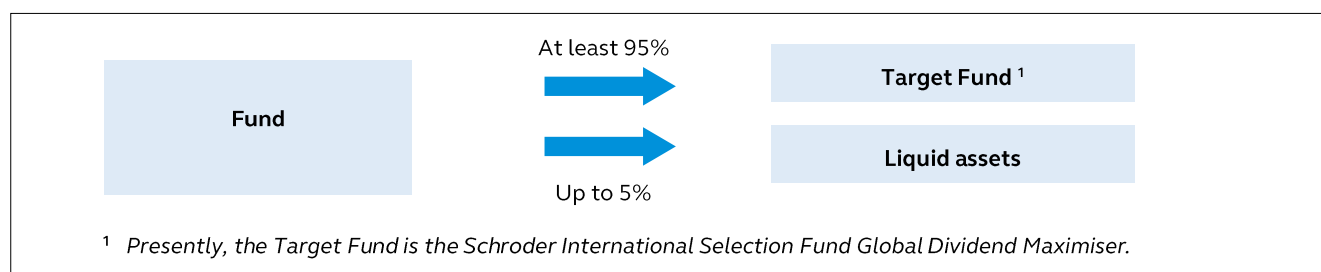 At least 95%
Fund
Target Fund ¹
Liquid assets
Up to 5%
¹ Presently, the Target Fund is the Schroder International Selection Fund Global Dividend Maximiser.